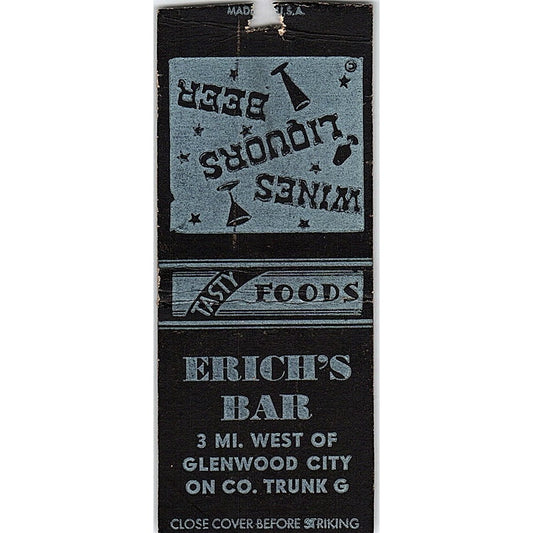 MADE U.S.A.
©
WINES
LIQUORS
BEER
TASTY FOODS
ERICH'S
BAR
3 MI. WEST OF
GLENWOOD CITY
ON CO. TRUNK G
CLOSE COVER BEFORE STRIKING